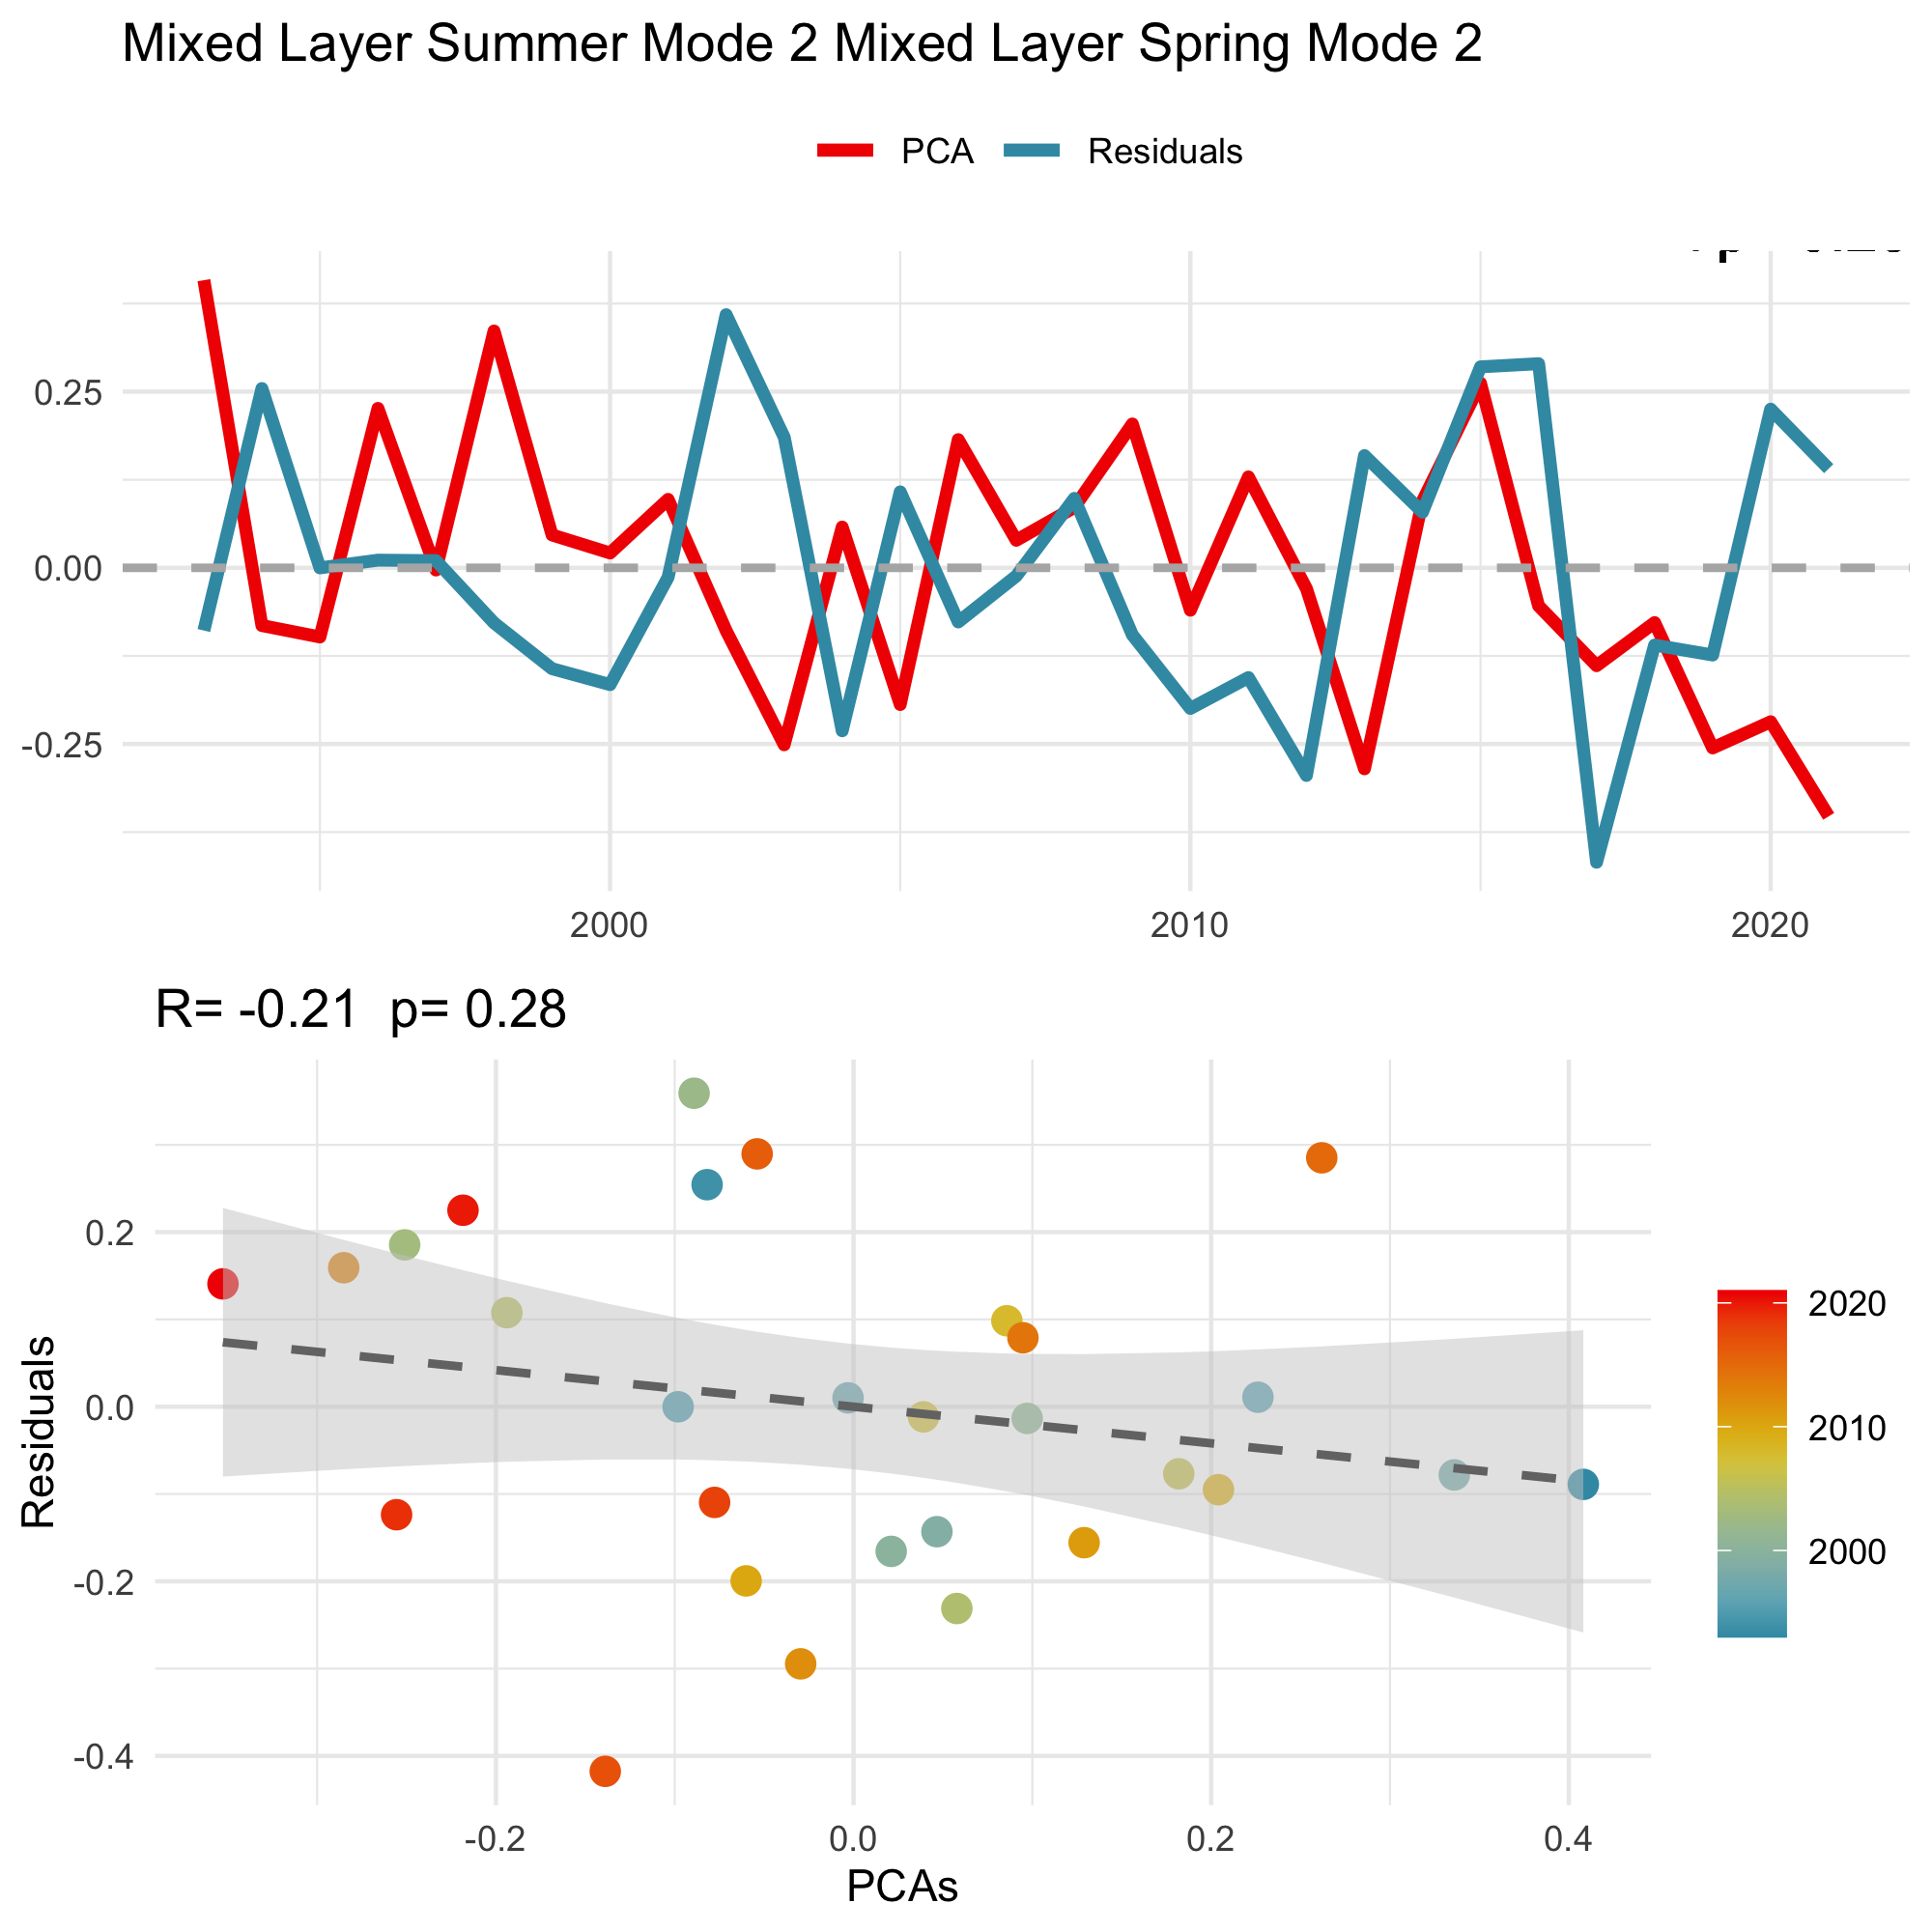 Mixed Layer Summer Mode 2 Mixed Layer Spring Mode 2
PCA Residuals
0.25
0.00
-0.25
2000 2010 2020
R= -0.21 p= 0.28
Residuals
0.2
0.0
-0.2
-0.4
-0.2 0.0 0.2 0.4
PCAs
2020
2010
2000